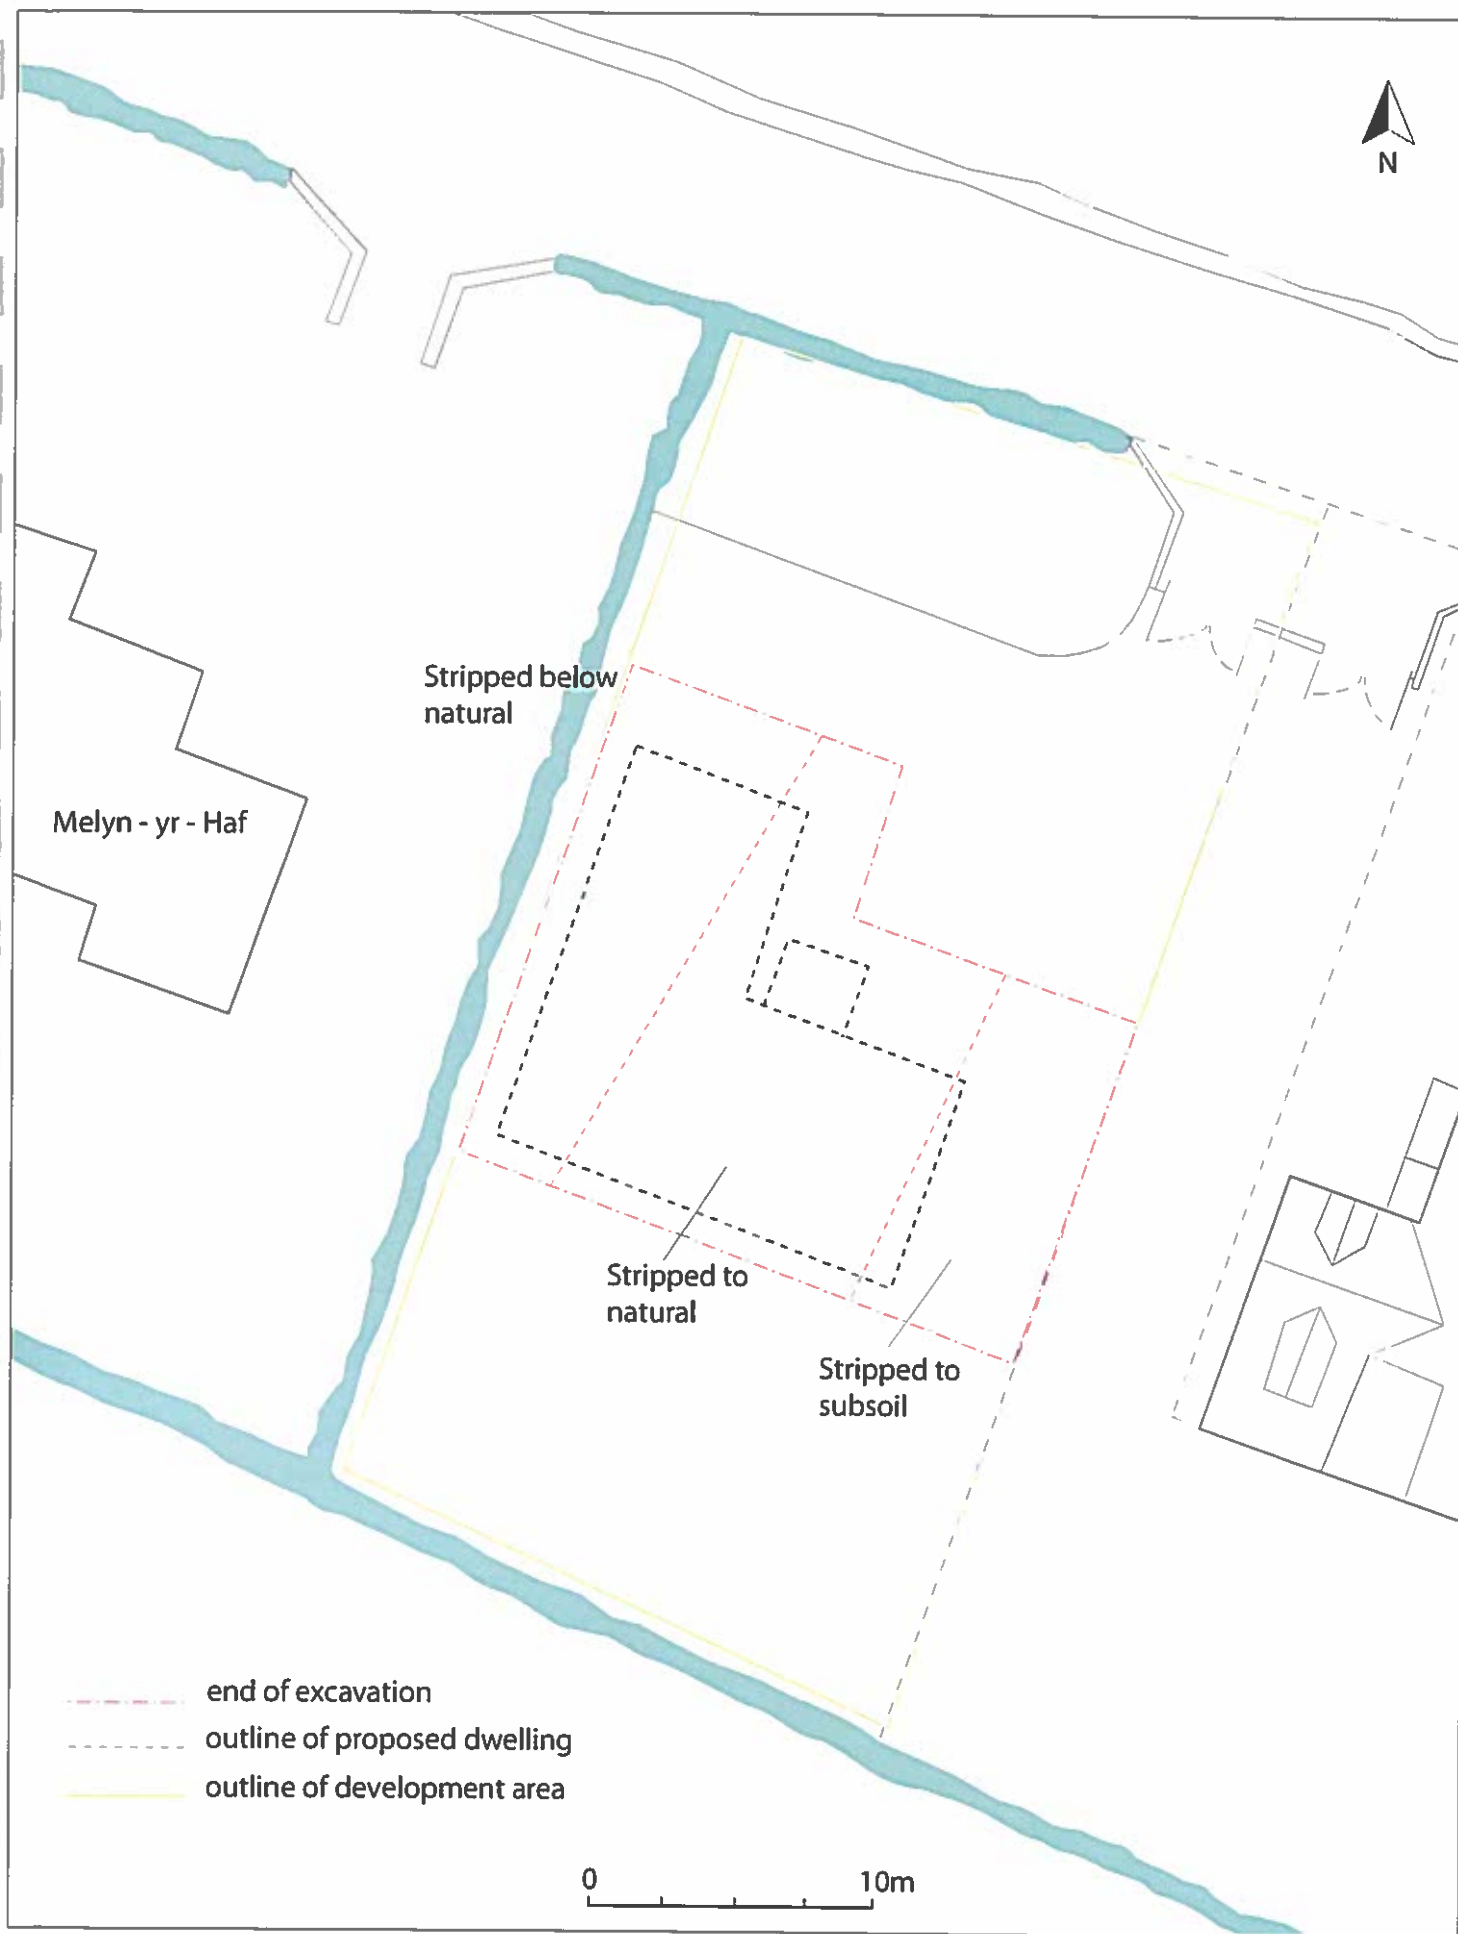 N
Stripped below
natural
Melyn - yr - Haf
Stripped to
natural
Stripped to
subsoil
end of excavation
outline of proposed dwelling
outline of development area
0 10m